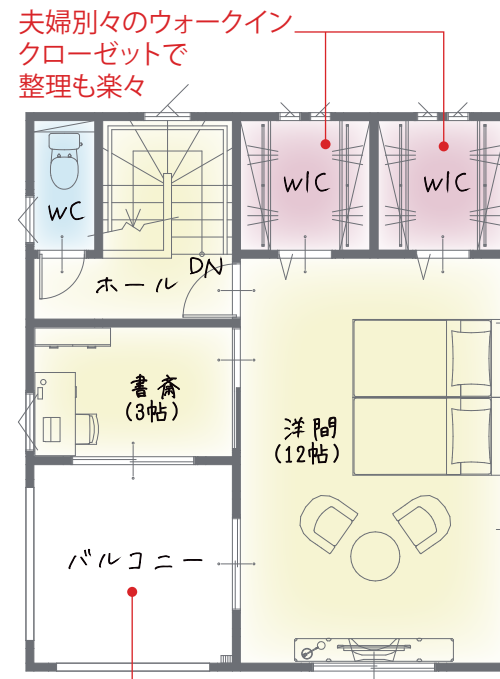 夫婦別々のウォークイン
クローゼットで
整理も楽々
WIC
WIC
WC
DN
ホール
書斎
(3帖)
洋間
(12帖)
バルコニー